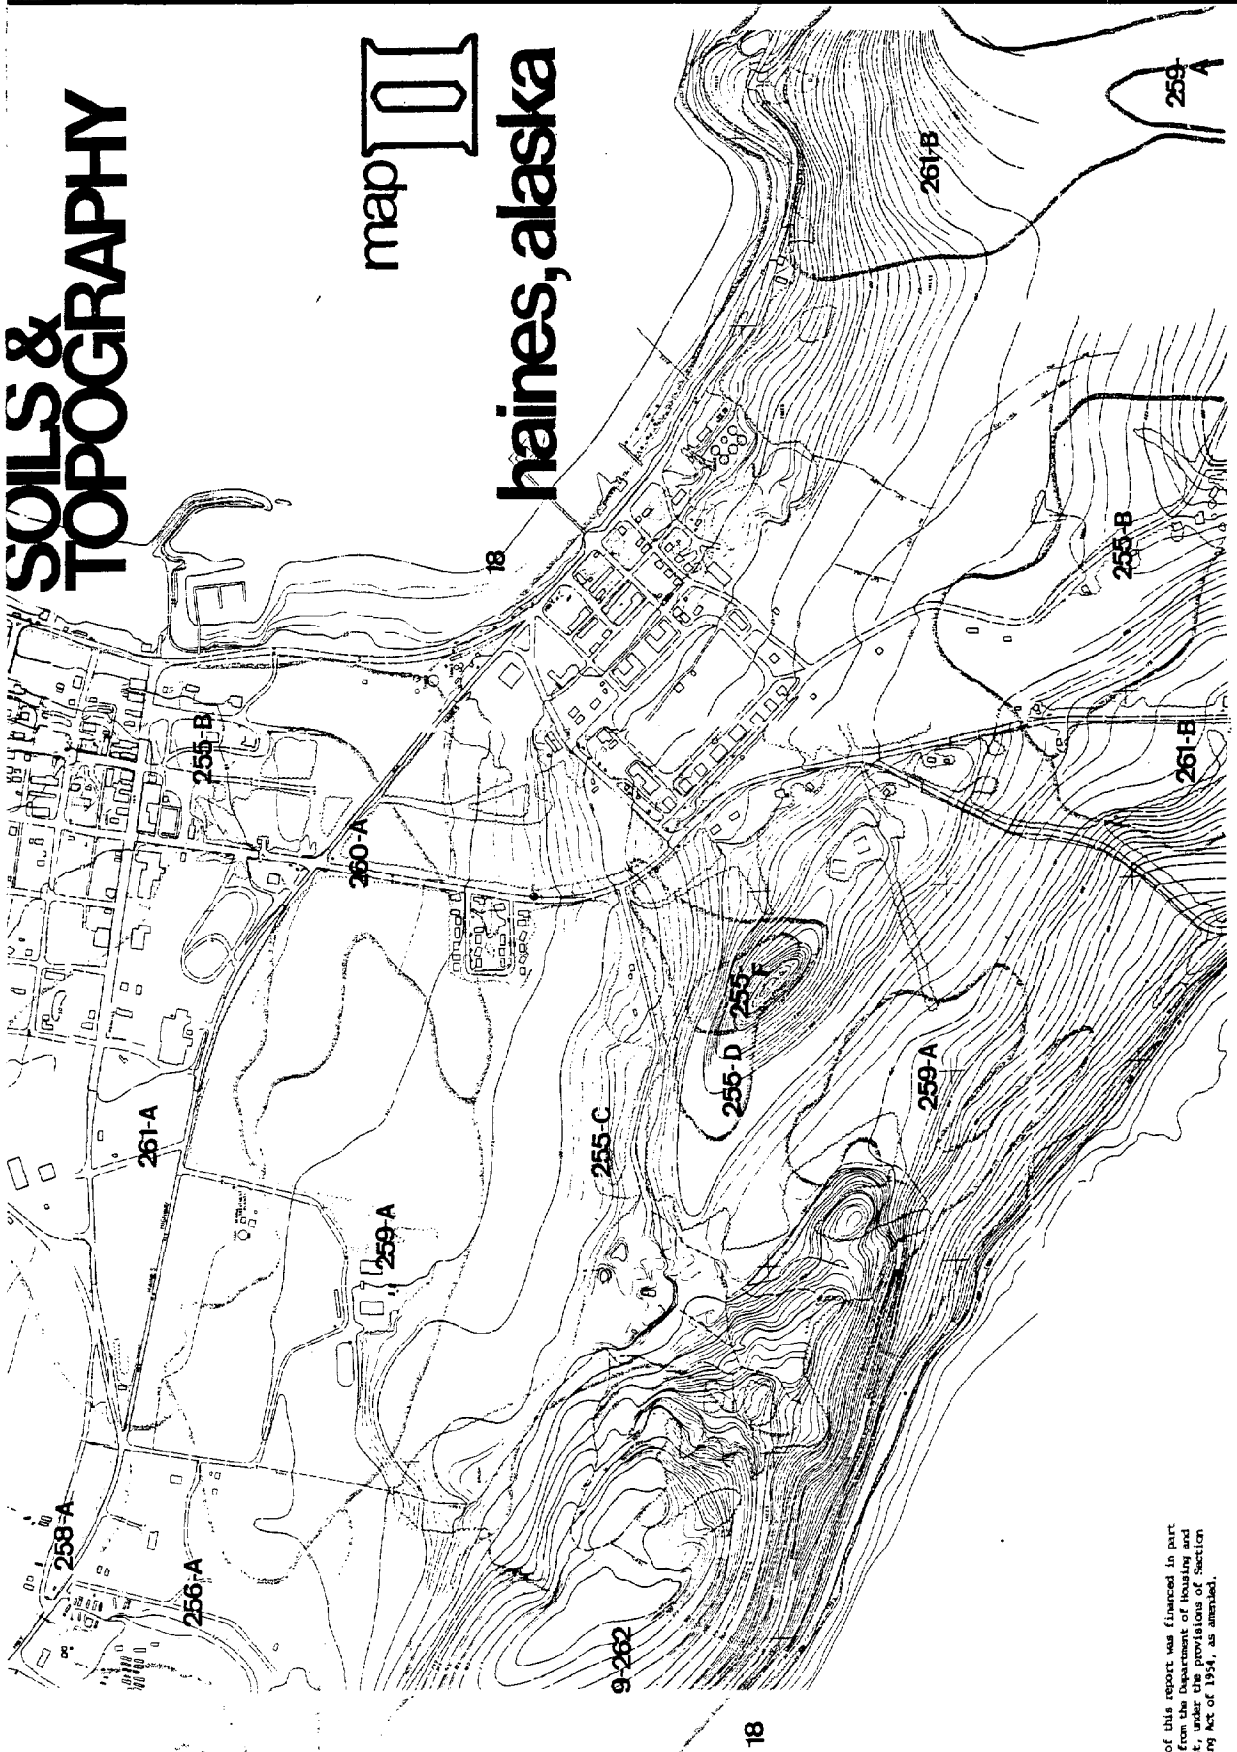 SOILS &
TOPOGRAPHY
map II
haines, alaska
259-A
261-B
255-B
18
255-B
261-B
260-A
255-F
255-D
259-A
255-C
261-A
259-A
258-A
256-A
9-262
18
of this report was financed in part
from the Department of Housing and
t, under the provisions of Section
ng Act of 1954, as amended.